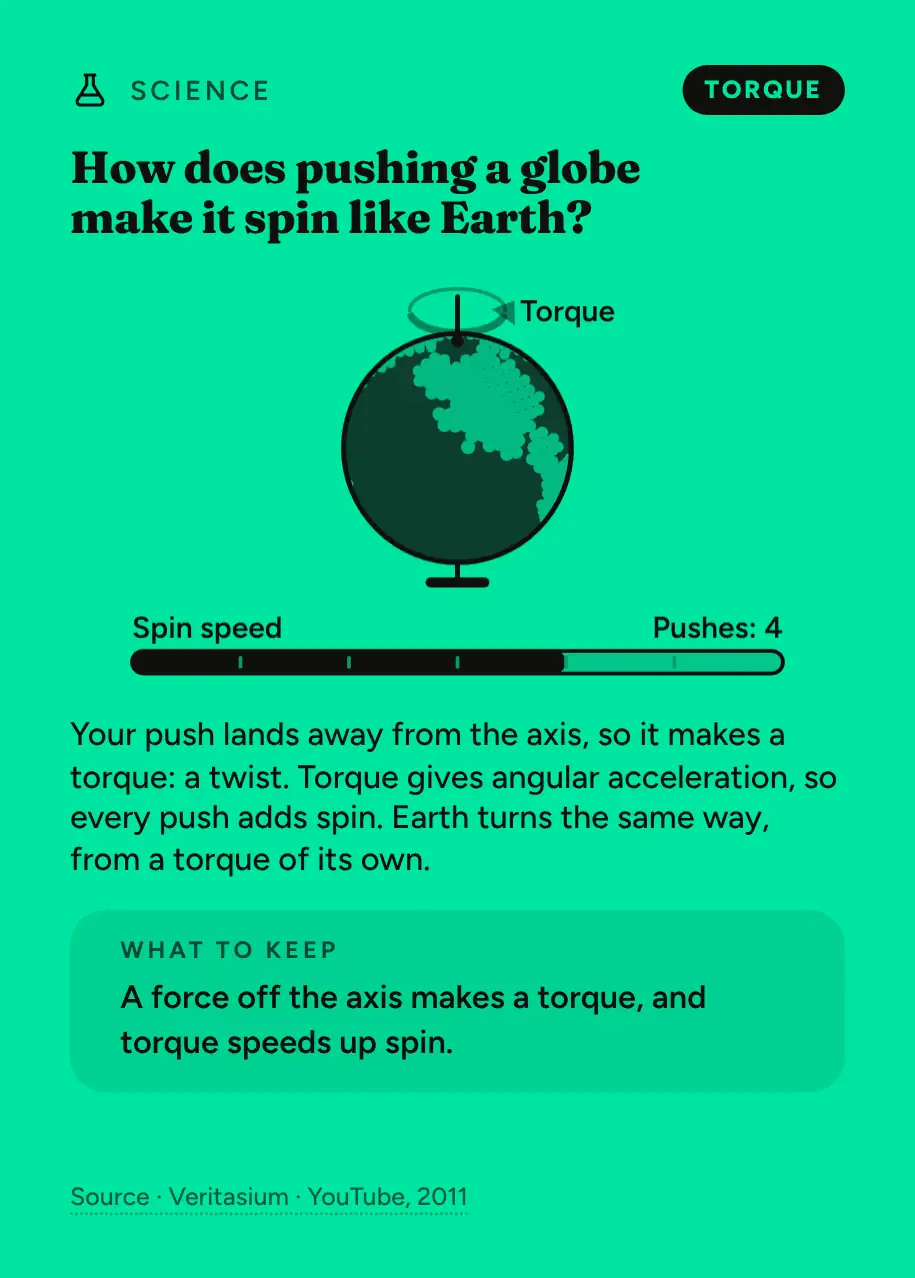 SCIENCE
TORQUE
How does pushing a globe
make it spin like Earth?
Torque
Spin speed
Pushes: 4
Your push lands away from the axis, so it makes a
torque: a twist. Torque gives angular acceleration, so
every push adds spin. Earth turns the same way,
from a torque of its own.
WHAT TO KEEP
A force off the axis makes a torque, and
torque speeds up spin.
Source · Veritasium · YouTube, 2011